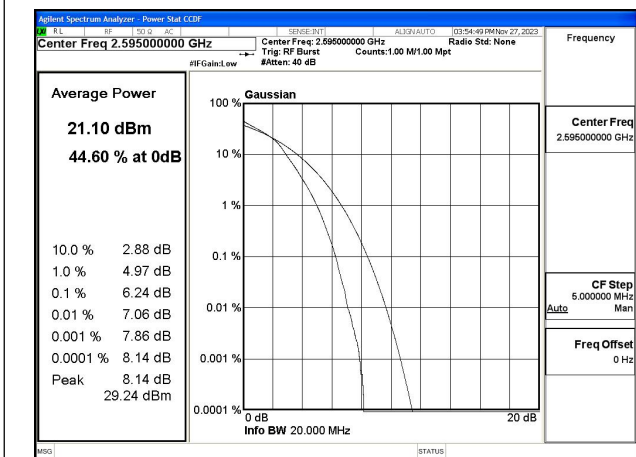 Agilent Spectrum Analyzer - Power Stat CCDF
RL RF 50 Ω AC SENSE:INT ALIGN AUTO 03:54:49 PM Nov 27, 2023
Center Freq 2.595000000 GHz
Center Freq: 2.595000000 GHz Radio Std: None
Trig: RF Burst Counts:1.00 M/1.00 Mpt
#IFGain:Low #Atten: 40 dB
Frequency
Average Power
21.10 dBm
44.60 % at 0dB
10.0 % 2.88 dB
1.0 % 4.97 dB
0.1 % 6.24 dB
0.01 % 7.06 dB
0.001 % 7.86 dB
0.0001 % 8.14 dB
Peak 8.14 dB
29.24 dBm
Gaussian
100 %
10 %
1 %
0.1 %
0.01 %
0.001 %
0.0001 %
0 dB 20 dB
Info BW 20.000 MHz
Center Freq
2.595000000 GHz
CF Step
5.000000 MHz
Auto Man
Freq Offset
0 Hz
MSG STATUS